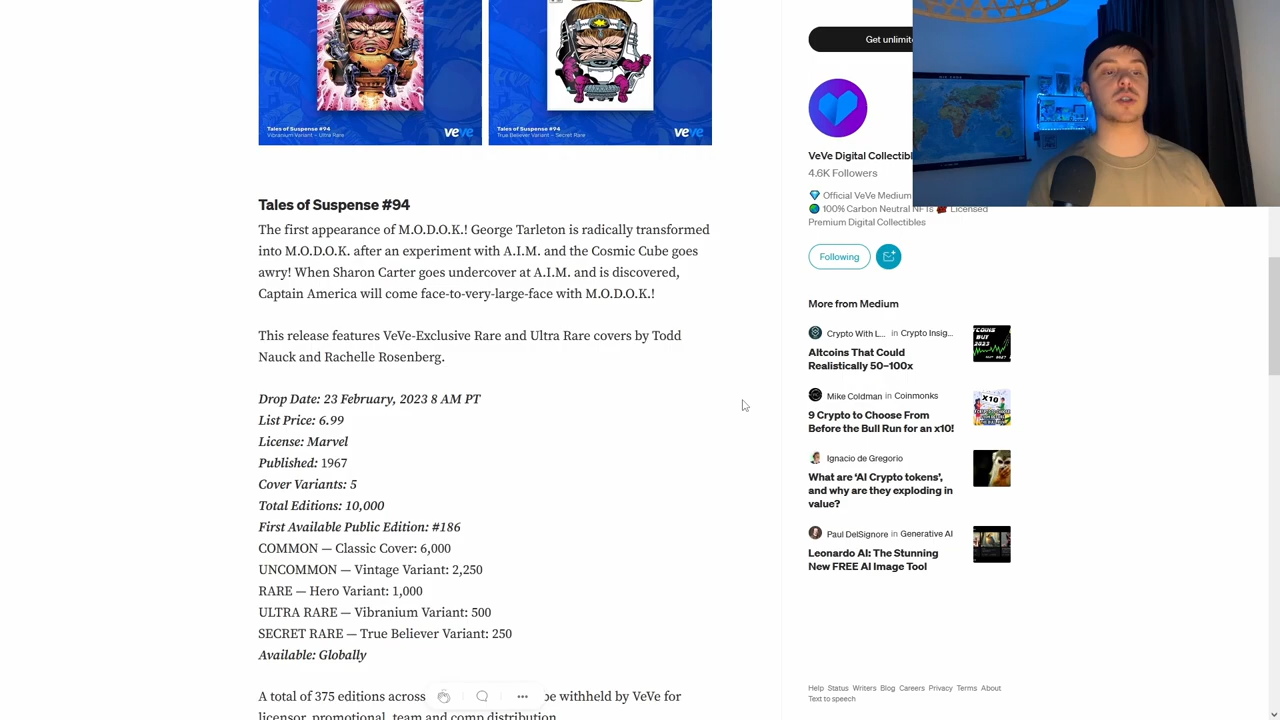 Tales of Suspense #94
Vibranium Variant – Ultra Rare
veve
Tales of Suspense #94
True Believer Variant – Secret Rare
veve
Tales of Suspense #94
The first appearance of M.O.D.O.K.! George Tarleton is radically transformed
into M.O.D.O.K. after an experiment with A.I.M. and the Cosmic Cube goes
awry! When Sharon Carter goes undercover at A.I.M. and is discovered,
Captain America will come face-to-very-large-face with M.O.D.O.K.!
This release features VeVe-Exclusive Rare and Ultra Rare covers by Todd
Nauck and Rachelle Rosenberg.
Drop Date: 23 February, 2023 8 AM PT
List Price: 6.99
License: Marvel
Published: 1967
Cover Variants: 5
Total Editions: 10,000
First Available Public Edition: #186
COMMON — Classic Cover: 6,000
UNCOMMON — Vintage Variant: 2,250
RARE — Hero Variant: 1,000
ULTRA RARE — Vibranium Variant: 500
SECRET RARE — True Believer Variant: 250
Available: Globally
A total of 375 editions across be withheld by VeVe for
licensor, promotional, team and comp distribution.
Get unlimite
VeVe Digital Collectibl
4.6K Followers
Official VeVe Medium
100% Carbon Neutral NFTs Licensed
Premium Digital Collectibles
Following
More from Medium
Crypto With L... in Crypto Insig...
Altcoins That Could
Realistically 50–100x
Mike Coldman in Coinmonks
9 Crypto to Choose From
Before the Bull Run for an x10!
Ignacio de Gregorio
What are ‘AI Crypto tokens’,
and why are they exploding in
value?
Paul DelSignore in Generative AI
Leonardo AI: The Stunning
New FREE AI Image Tool
Help Status Writers Blog Careers Privacy Terms About
Text to speech